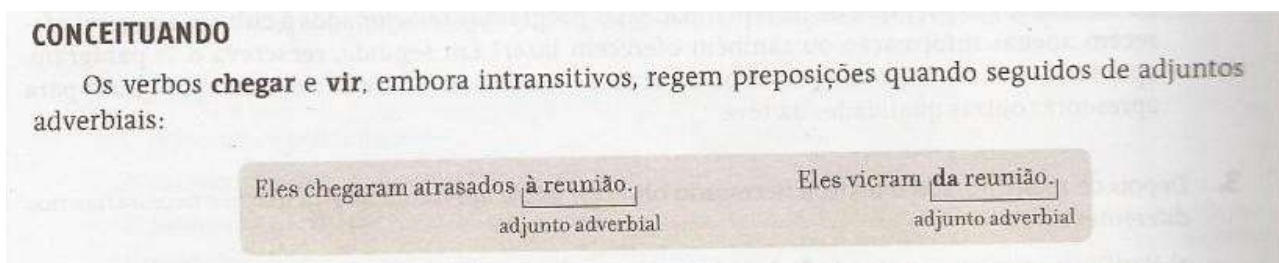 CONCEITUANDO
Os verbos chegar e vir, embora intransitivos, regem preposições quando seguidos de adjuntos
adverbiais:
Eles chegaram atrasados à reunião.
adjunto adverbial
Eles vieram da reunião.
adjunto adverbial